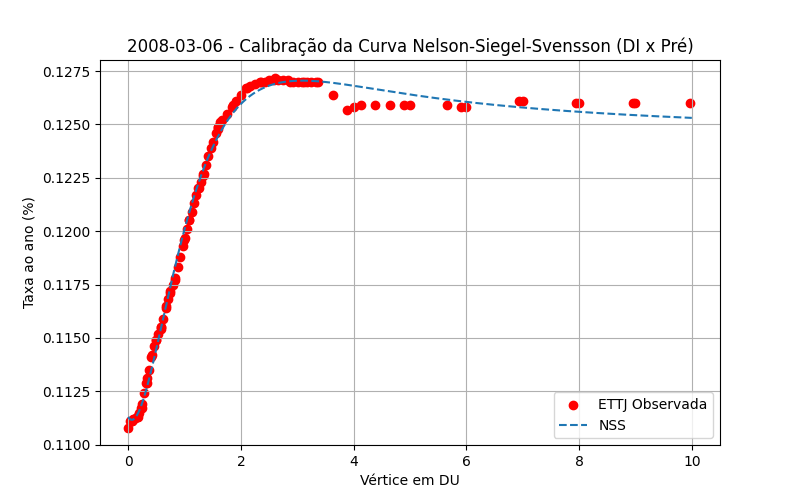 2008-03-06 - Calibração da Curva Nelson-Siegel-Svensson (DI x Pré)
Taxa ao ano (%)
0.1275
0.1250
0.1225
0.1200
0.1175
0.1150
0.1125
0.1100
0 2 4 6 8 10
Vértice em DU
ETTJ Observada
NSS